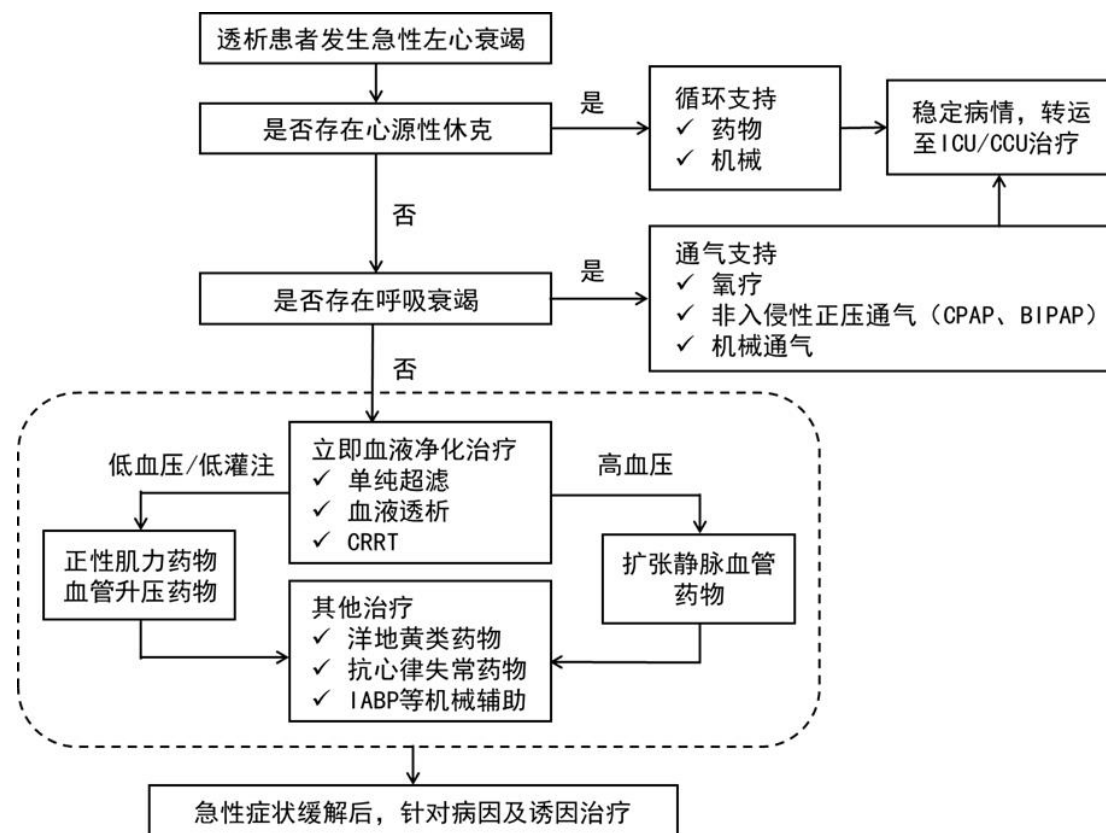 透析患者发生急性左心衰竭
是否存在心源性休克
是
循环支持
✓ 药物
✓ 机械
稳定病情，转运
至ICU/CCU治疗
否
是否存在呼吸衰竭
是
通气支持
✓ 氧疗
✓ 非入侵性正压通气（CPAP、BIPAP）
✓ 机械通气
否
立即血液净化治疗
✓ 单纯超滤
✓ 血液透析
✓ CRRT
低血压/低灌注
高血压
正性肌力药物
血管升压药物
扩张静脉血管
药物
其他治疗
✓ 洋地黄类药物
✓ 抗心律失常药物
✓ IABP等机械辅助
急性症状缓解后，针对病因及诱因治疗